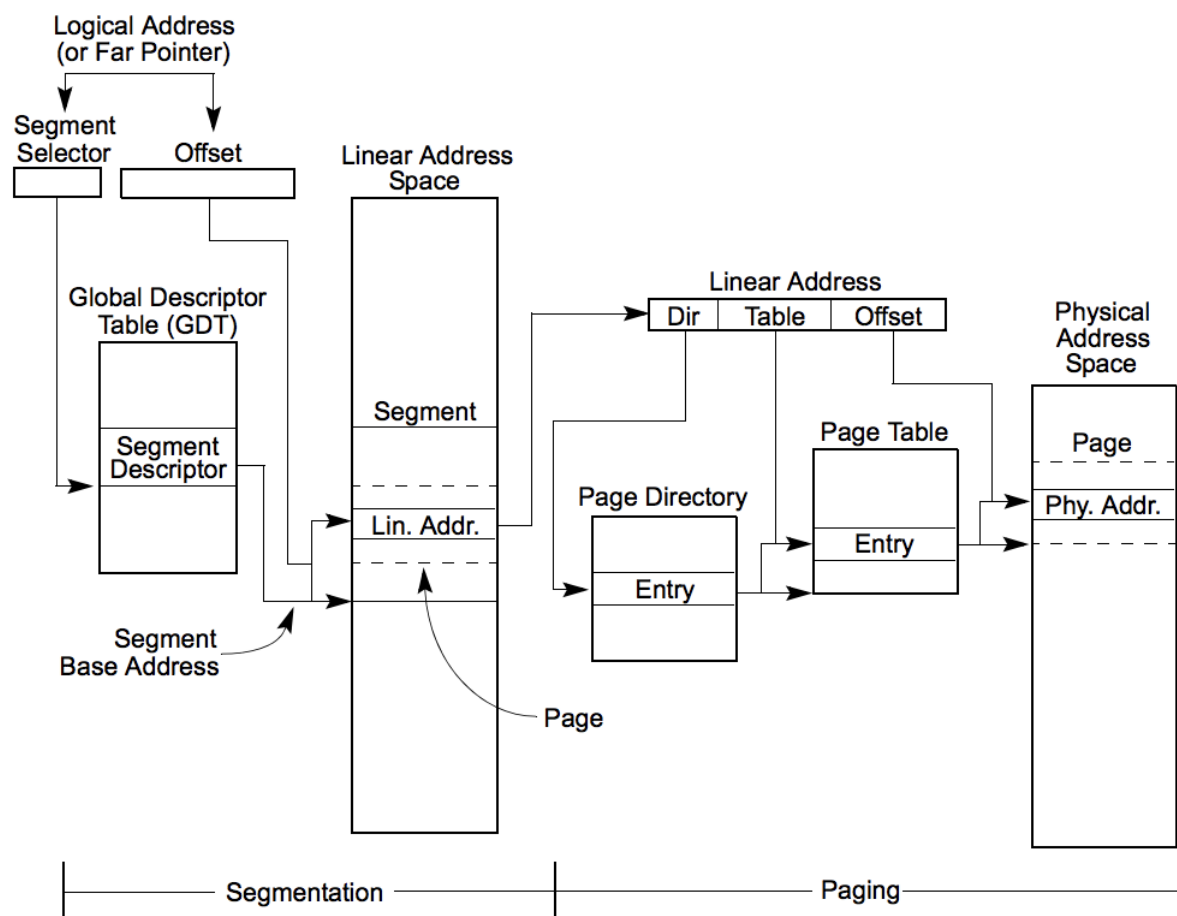 Logical Address
(or Far Pointer)
Segment
Selector
Offset
Linear Address
Space
Global Descriptor
Table (GDT)
Segment
Descriptor
Segment
Lin. Addr.
Segment
Base Address
Page
Linear Address
Dir
Table
Offset
Physical
Address
Space
Page Table
Page Directory
Entry
Entry
Page
Phy. Addr.
Segmentation
Paging